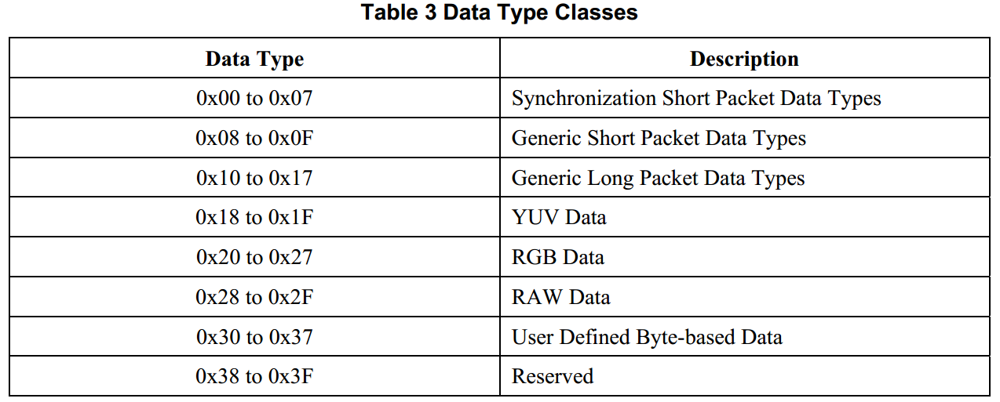 Table 3 Data Type Classes
Data Type Description
0x00 to 0x07 Synchronization Short Packet Data Types
0x08 to 0x0F Generic Short Packet Data Types
0x10 to 0x17 Generic Long Packet Data Types
0x18 to 0x1F YUV Data
0x20 to 0x27 RGB Data
0x28 to 0x2F RAW Data
0x30 to 0x37 User Defined Byte-based Data
0x38 to 0x3F Reserved